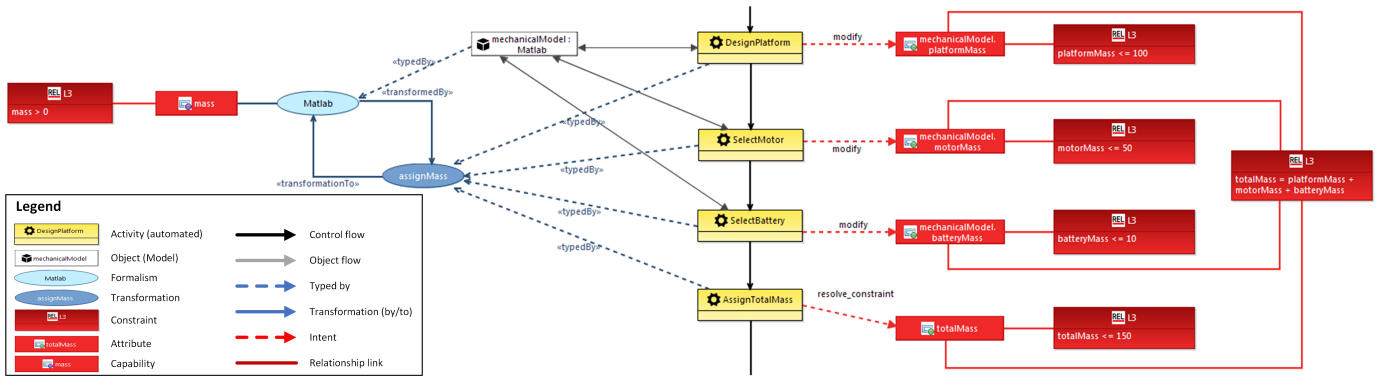 mechanicalModel :
Matlab
DesignPlatform
modify
mechanicalModel.
platformMass
REL L3
platformMass <= 100
«typedBy»
REL L3
mass > 0
mass
Matlab
«transformedBy»
«typedBy»
SelectMotor
modify
mechanicalModel.
motorMass
REL L3
motorMass <= 50
REL L3
totalMass = platformMass +
motorMass + batteryMass
«typedBy»
assignMass
«transformationTo»
«typedBy»
SelectBattery
modify
mechanicalModel.
batteryMass
REL L3
batteryMass <= 10
«typedBy»
AssignTotalMass
resolve_constraint
totalMass
REL L3
totalMass <= 150
Legend
DesignPlatform
Activity (automated)
mechanicalModel
Object (Model)
Matlab
Formalism
assignMass
Transformation
REL L3
Constraint
totalMass
Attribute
mass
Capability
Control flow
Object flow
Typed by
Transformation (by/to)
Intent
Relationship link